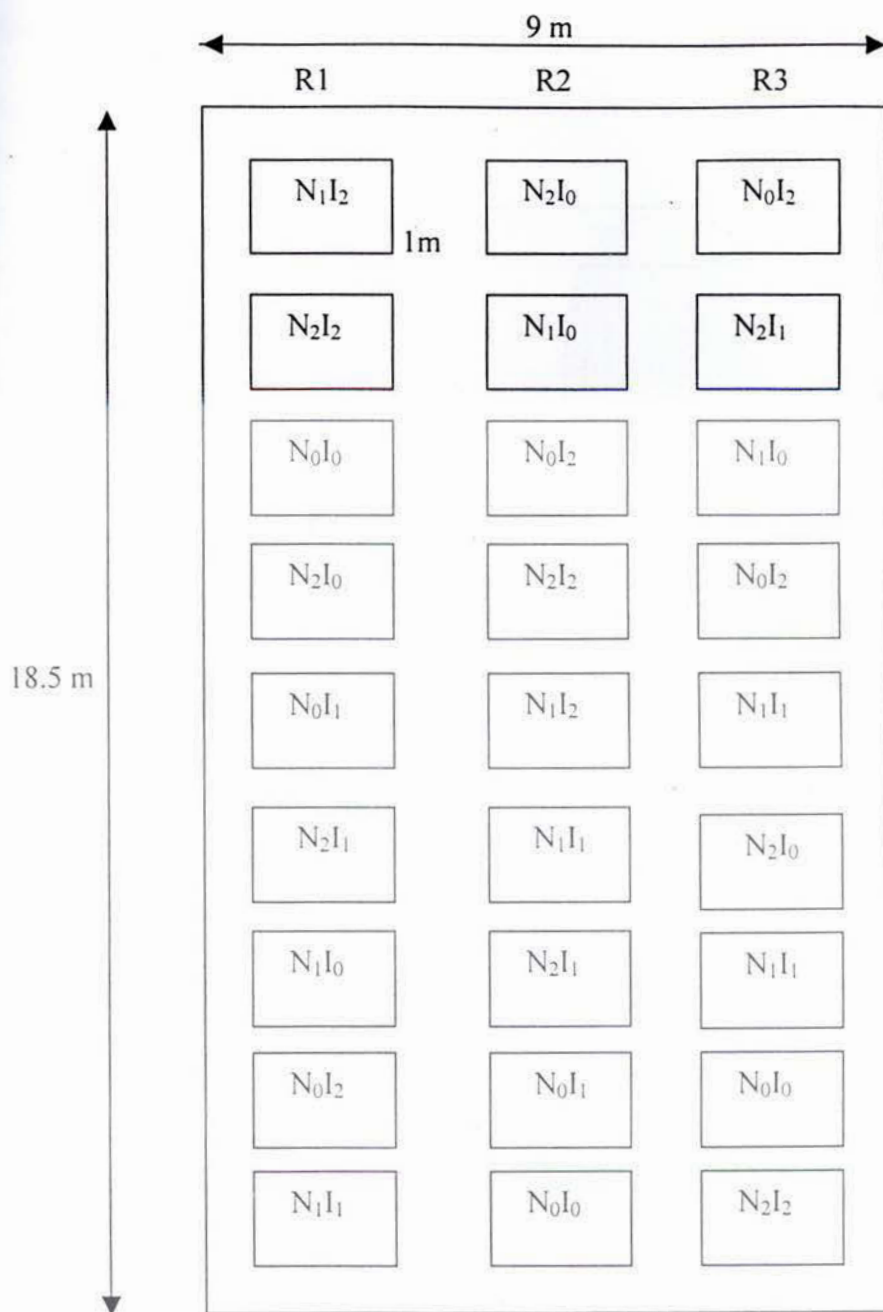 9 m
R1 R2 R3
N₁I₂ N₂I₀ N₀I₂
1m
N₂I₂ N₁I₀ N₂I₁
N₀I₀ N₀I₂ N₁I₀
N₂I₀ N₂I₂ N₀I₂
18.5 m
N₀I₁ N₁I₂ N₁I₁
N₂I₁ N₁I₁ N₂I₀
N₁I₀ N₂I₁ N₁I₁
N₀I₂ N₀I₁ N₀I₀
N₁I₁ N₀I₀ N₂I₂